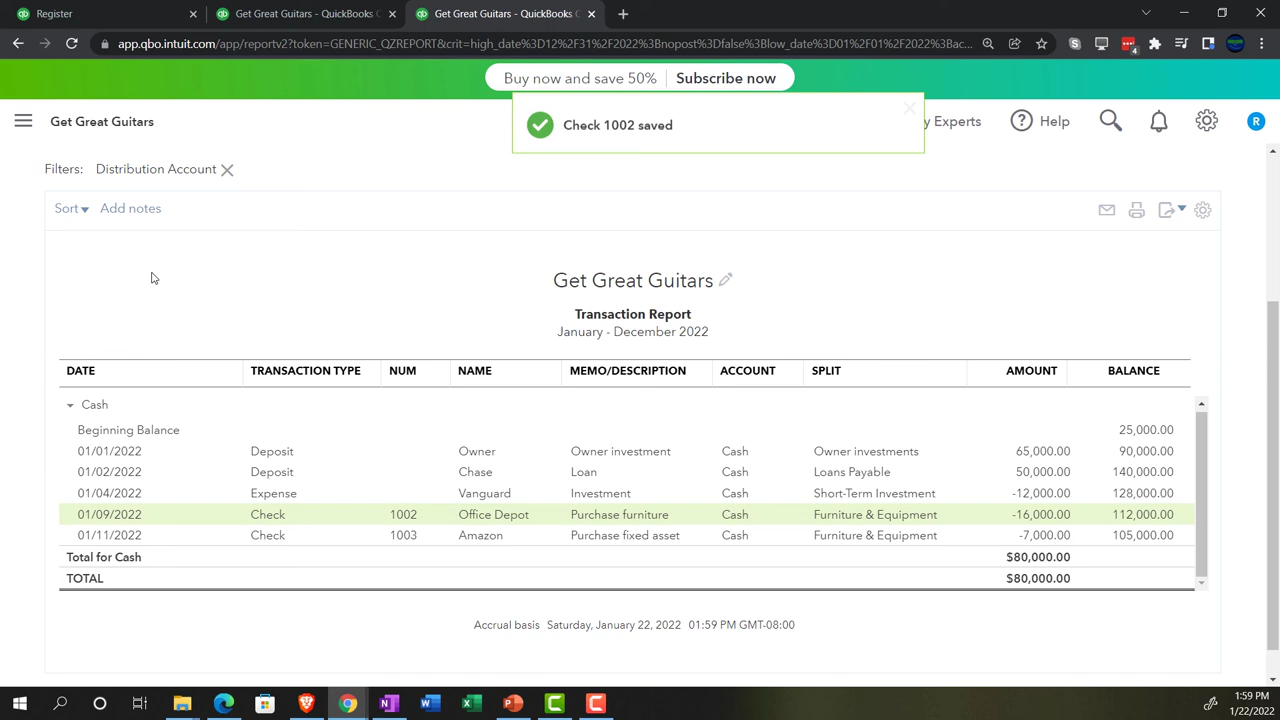 Register
Get Great Guitars - QuickBooks C
Get Great Guitars - QuickBooks C
app.qbo.intuit.com/app/reportv2?token=GENERIC_QZREPORT&crit=high_date%3D12%2F31%2F2022%3Bnopost%3Dfalse%3Blow_date%3D01%2F01%2F2022%3Bac...
4
Buy now and save 50% Subscribe now
Get Great Guitars
Check 1002 saved
y Experts
Help
R
Filters: Distribution Account
Sort Add notes
Get Great Guitars
Transaction Report
January - December 2022
DATE TRANSACTION TYPE NUM NAME MEMO/DESCRIPTION ACCOUNT SPLIT AMOUNT BALANCE
Cash
Beginning Balance 25,000.00
01/01/2022 Deposit Owner Owner investment Cash Owner investments 65,000.00 90,000.00
01/02/2022 Deposit Chase Loan Cash Loans Payable 50,000.00 140,000.00
01/04/2022 Expense Vanguard Investment Cash Short-Term Investment -12,000.00 128,000.00
01/09/2022 Check 1002 Office Depot Purchase furniture Cash Furniture & Equipment -16,000.00 112,000.00
01/11/2022 Check 1003 Amazon Purchase fixed asset Cash Furniture & Equipment -7,000.00 105,000.00
Total for Cash $80,000.00
TOTAL $80,000.00
Accrual basis Saturday, January 22, 2022 01:59 PM GMT-08:00
1:59 PM
1/22/2022